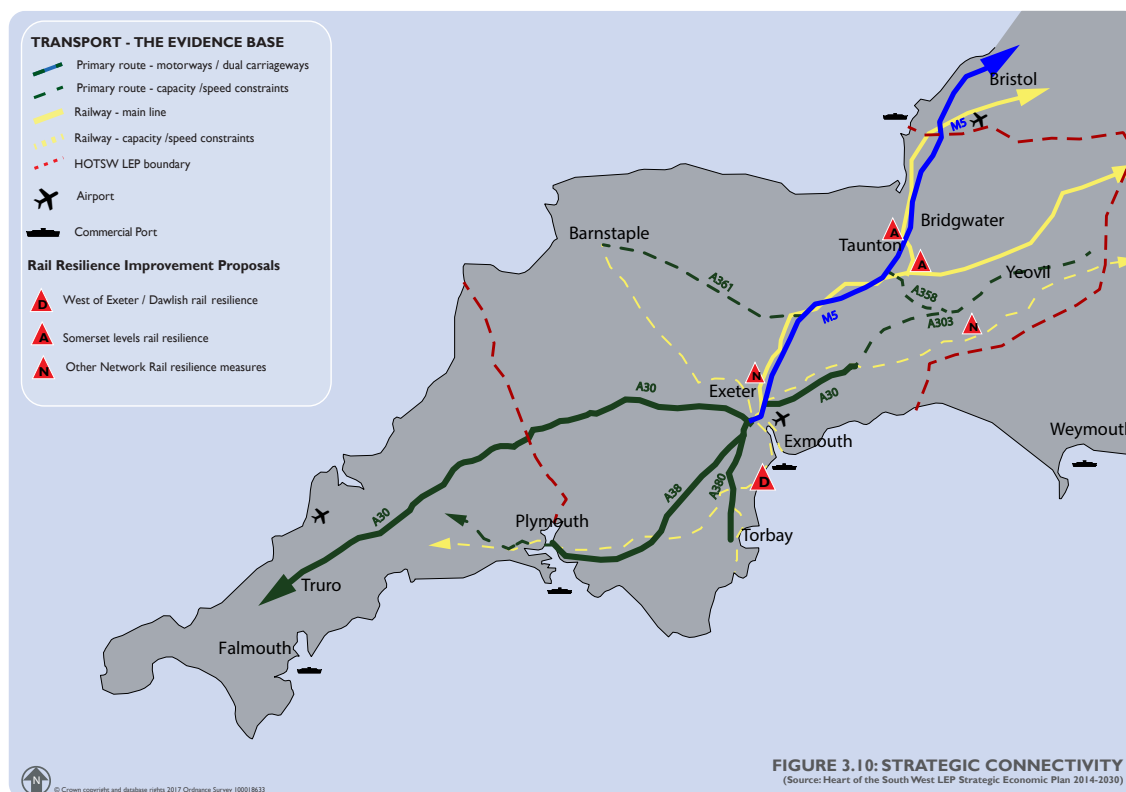 TRANSPORT - THE EVIDENCE BASE
Primary route - motorways / dual carriageways
Primary route - capacity /speed constraints
Railway - main line
Railway - capacity /speed constraints
HOTSW LEP boundary
Airport
Commercial Port
Rail Resilience Improvement Proposals
D West of Exeter / Dawlish rail resilience
A Somerset levels rail resilience
N Other Network Rail resilience measures
Bristol
M5
Bridgwater
A
Taunton
A
Barnstaple
Yeovil
A361
A358
M5
A303
N
N
Exeter
A30
A30
Exmouth
Weymouth
D
A38
A380
A30
Plymouth
Torbay
Truro
Falmouth
N
FIGURE 3.10: STRATEGIC CONNECTIVITY
(Source: Heart of the South West LEP Strategic Economic Plan 2014-2030)
© Crown copyright and database rights 2017 Ordnance Survey 100018633